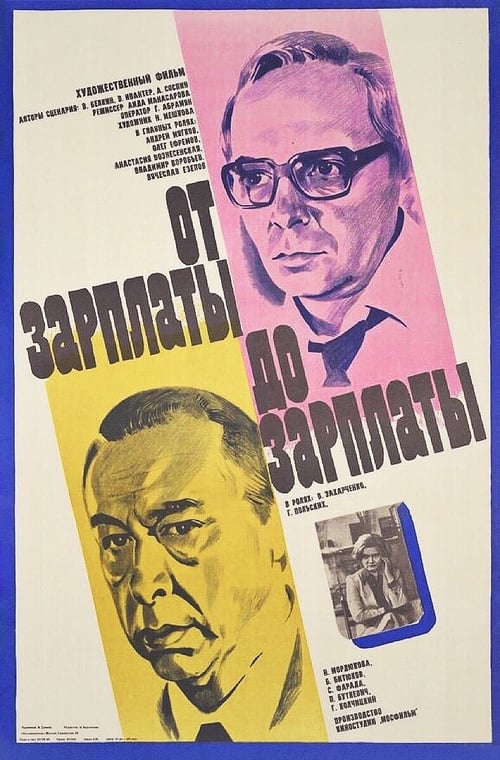 ХУДОЖЕСТВЕННЫЙ ФИЛЬМ
АВТОРЫ СЦЕНАРИЯ: В. БЕЛКИН, В. ИВАНТЕР, А. СОСНИН
РЕЖИССЕР АИДА МАНАСАРОВА
ОПЕРАТОР Г. АБРАМЯН
ХУДОЖНИК И. МЕШКОВА
В ГЛАВНЫХ РОЛЯХ:
АНДРЕЙ МЯГКОВ,
ОЛЕГ ЕФРЕМОВ,
АНАСТАСИЯ ВОЗНЕСЕНСКАЯ,
ВЛАДИМИР ВОРОБЬЕВ,
ВЯЧЕСЛАВ ЕЗЕПОВ
ОТ
ЗАРПЛАТЫ
ДО
ЗАРПЛАТЫ
В РОЛЯХ: В. ЗАХАРЧЕНКО,
Г. ПОЛЬСКИХ,
Н. МОРДЮКОВА,
Б. БИТЮКОВ,
С. ФАРАДА,
П. БУТКЕВИЧ,
Г. ВОЛЧИЦКИЙ
ПРОИЗВОДСТВО
КИНОСТУДИИ „МОСФИЛЬМ"